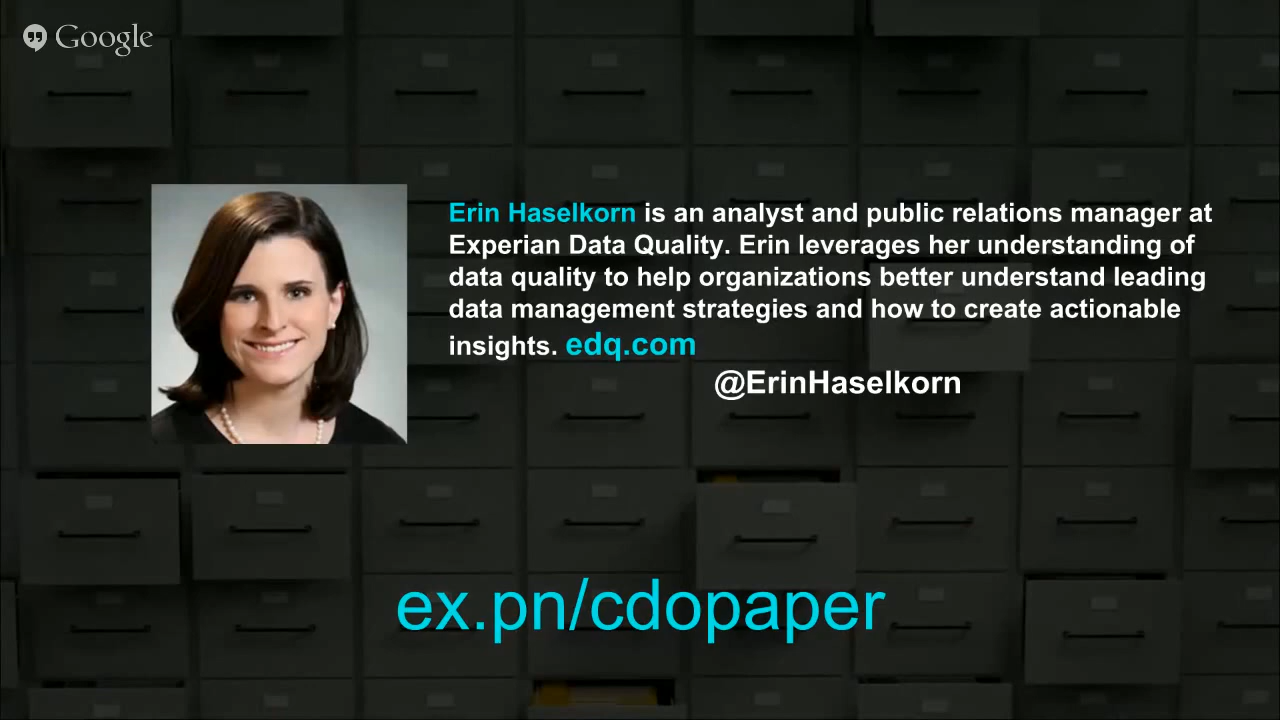 Google
Erin Haselkorn is an analyst and public relations manager at
Experian Data Quality. Erin leverages her understanding of
data quality to help organizations better understand leading
data management strategies and how to create actionable
insights. edq.com
@ErinHaselkorn
ex.pn/cdopaper